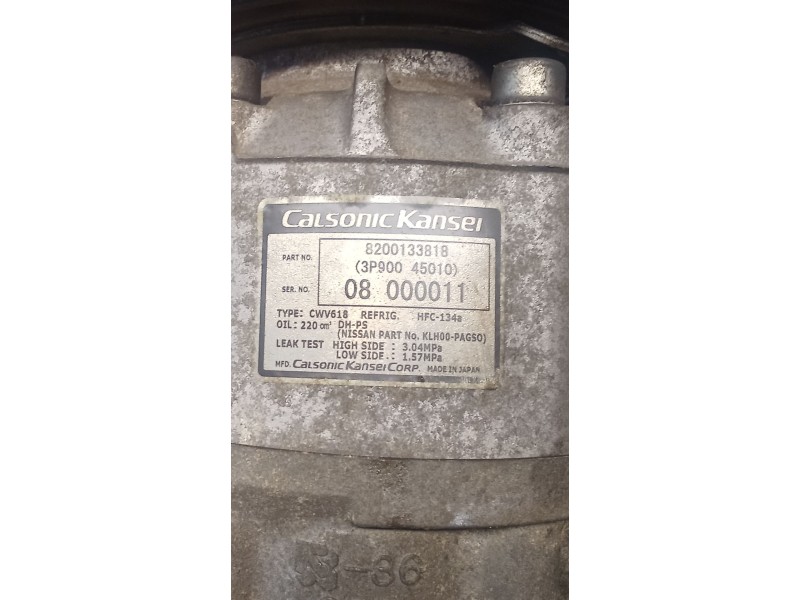 CALSONIC KANSEI
PART NO. 8200133818
(3P900 45010)
SER. NO. 08 000011
TYPE: CWV618 REFRIG. HFC-134a
OIL: 220㎤ DH-PS
(NISSAN PART No. KLH00-PAGS0)
LEAK TEST HIGH SIDE : 3.04MPa
LOW SIDE : 1.57MPa
MFD. CALSONIC KANSEI CORP. MADE IN JAPAN
-36